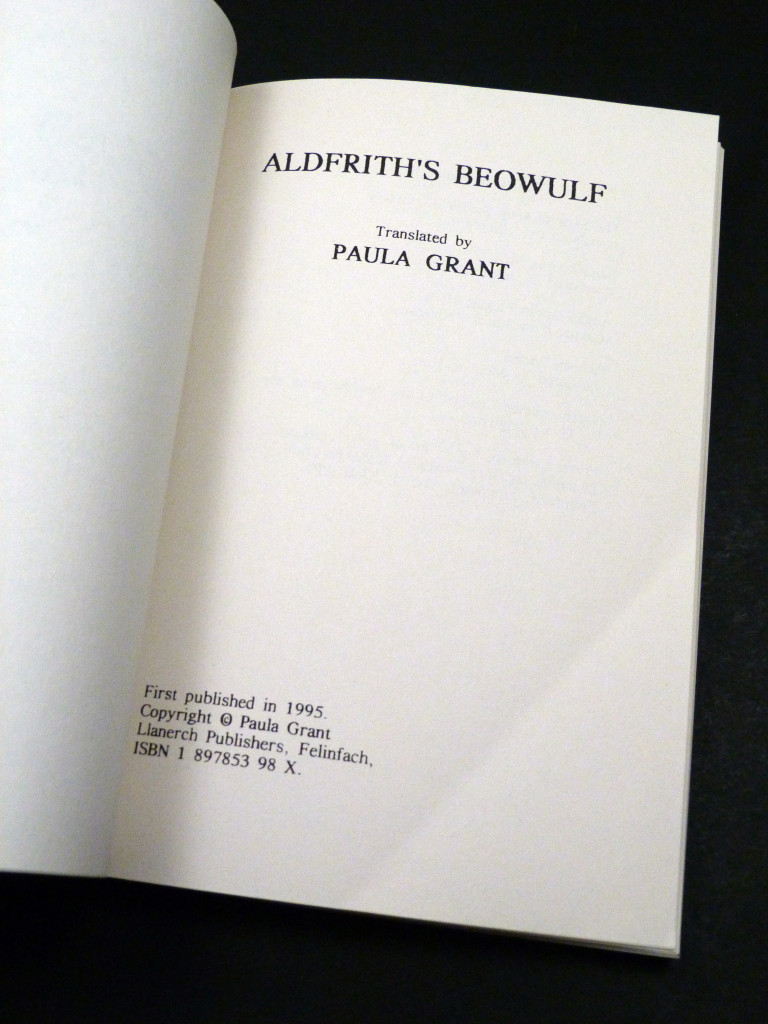 ALDFRITH'S BEOWULF
Translated by
PAULA GRANT
First published in 1995.
Copyright © Paula Grant
Llanerch Publishers, Felinfach,
ISBN 1 897853 98 X.